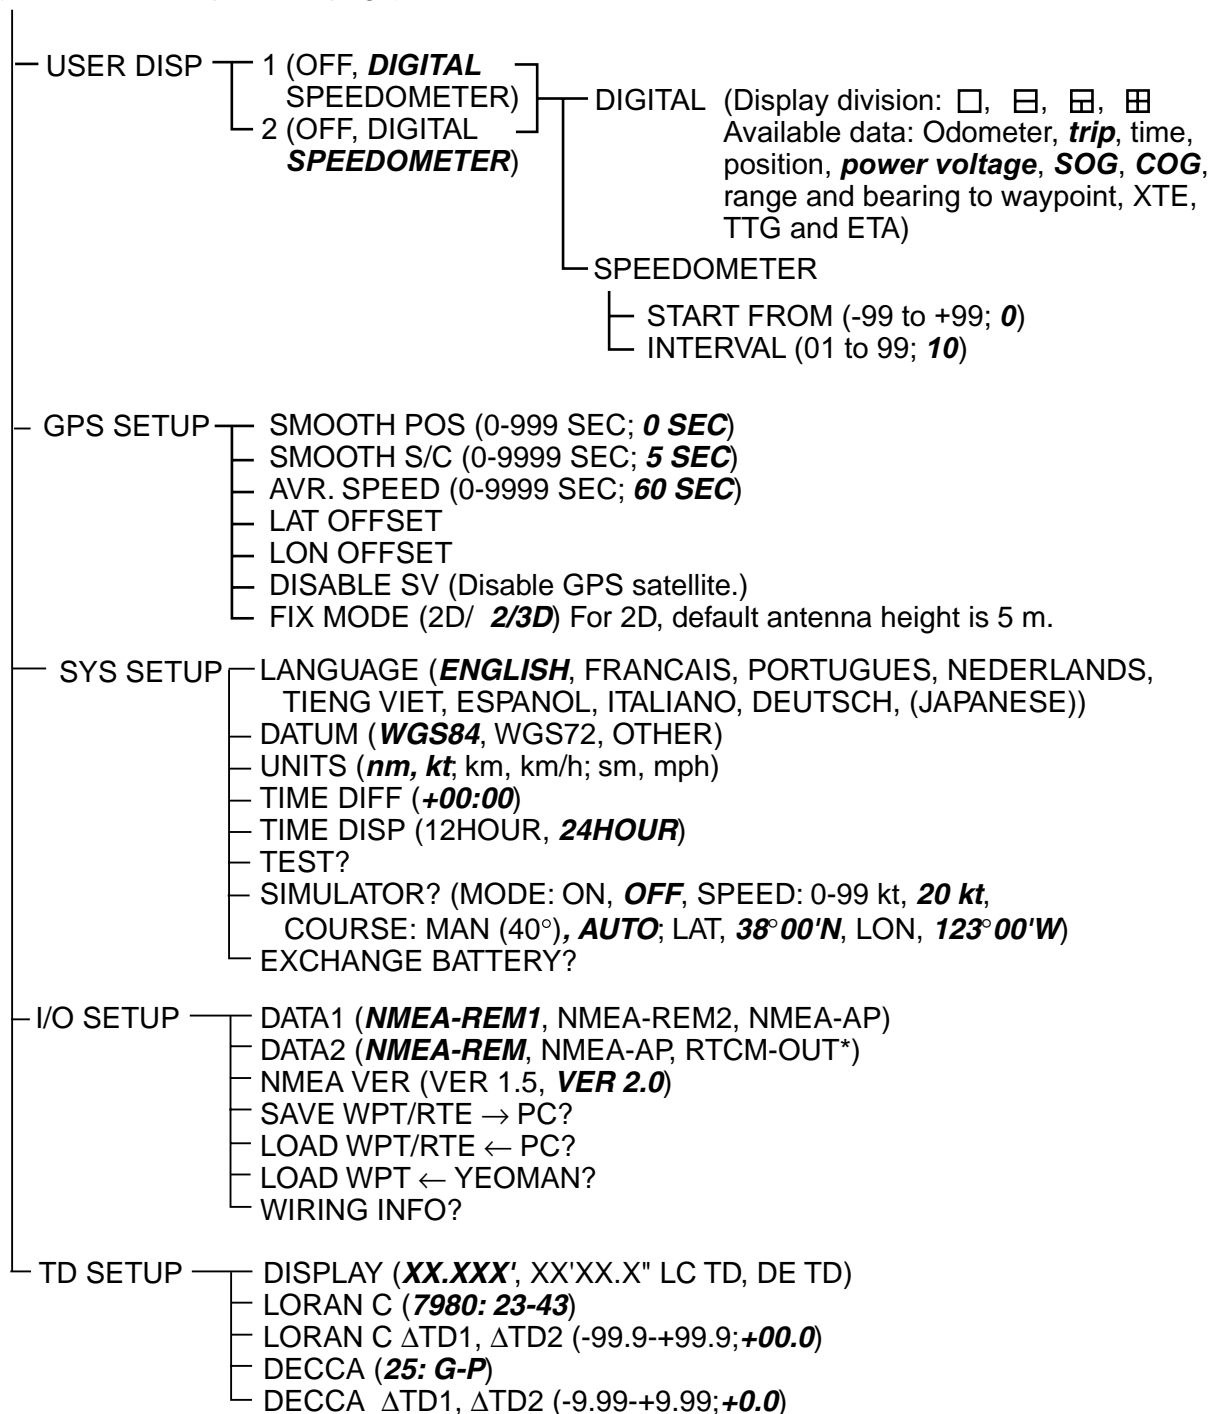 USER DISP 1 (OFF, DIGITAL
SPEEDOMETER)
2 (OFF, DIGITAL
SPEEDOMETER)
DIGITAL (Display division: □, ⊟, , ⊞
Available data: Odometer, trip, time,
position, power voltage, SOG, COG,
range and bearing to waypoint, XTE,
TTG and ETA)
SPEEDOMETER
START FROM (-99 to +99; 0)
INTERVAL (01 to 99; 10)
GPS SETUP SMOOTH POS (0-999 SEC; 0 SEC)
SMOOTH S/C (0-9999 SEC; 5 SEC)
AVR. SPEED (0-9999 SEC; 60 SEC)
LAT OFFSET
LON OFFSET
DISABLE SV (Disable GPS satellite.)
FIX MODE (2D/ 2/3D) For 2D, default antenna height is 5 m.
SYS SETUP LANGUAGE (ENGLISH, FRANCAIS, PORTUGUES, NEDERLANDS,
TIENG VIET, ESPANOL, ITALIANO, DEUTSCH, (JAPANESE))
DATUM (WGS84, WGS72, OTHER)
UNITS (nm, kt; km, km/h; sm, mph)
TIME DIFF (+00:00)
TIME DISP (12HOUR, 24HOUR)
TEST?
SIMULATOR? (MODE: ON, OFF, SPEED: 0-99 kt, 20 kt,
COURSE: MAN (40°), AUTO; LAT, 38°00'N, LON, 123°00'W)
EXCHANGE BATTERY?
I/O SETUP DATA1 (NMEA-REM1, NMEA-REM2, NMEA-AP)
DATA2 (NMEA-REM, NMEA-AP, RTCM-OUT*)
NMEA VER (VER 1.5, VER 2.0)
SAVE WPT/RTE → PC?
LOAD WPT/RTE ← PC?
LOAD WPT ← YEOMAN?
WIRING INFO?
TD SETUP DISPLAY (XX.XXX', XX'XX.X" LC TD, DE TD)
LORAN C (7980: 23-43)
LORAN C ΔTD1, ΔTD2 (-99.9-+99.9;+00.0)
DECCA (25: G-P)
DECCA ΔTD1, ΔTD2 (-9.99-+9.99;+0.0)